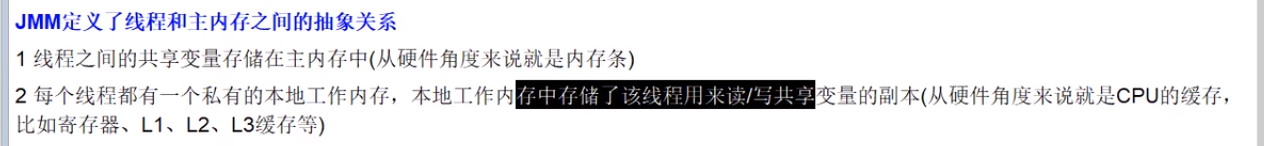 JMM定义了线程和主内存之间的抽象关系
1 线程之间的共享变量存储在主内存中(从硬件角度来说就是内存条)
2 每个线程都有一个私有的本地工作内存，本地工作内存中存储了该线程用来读/写共享变量的副本(从硬件角度来说就是CPU的缓存，
比如寄存器、L1、L2、L3缓存等)